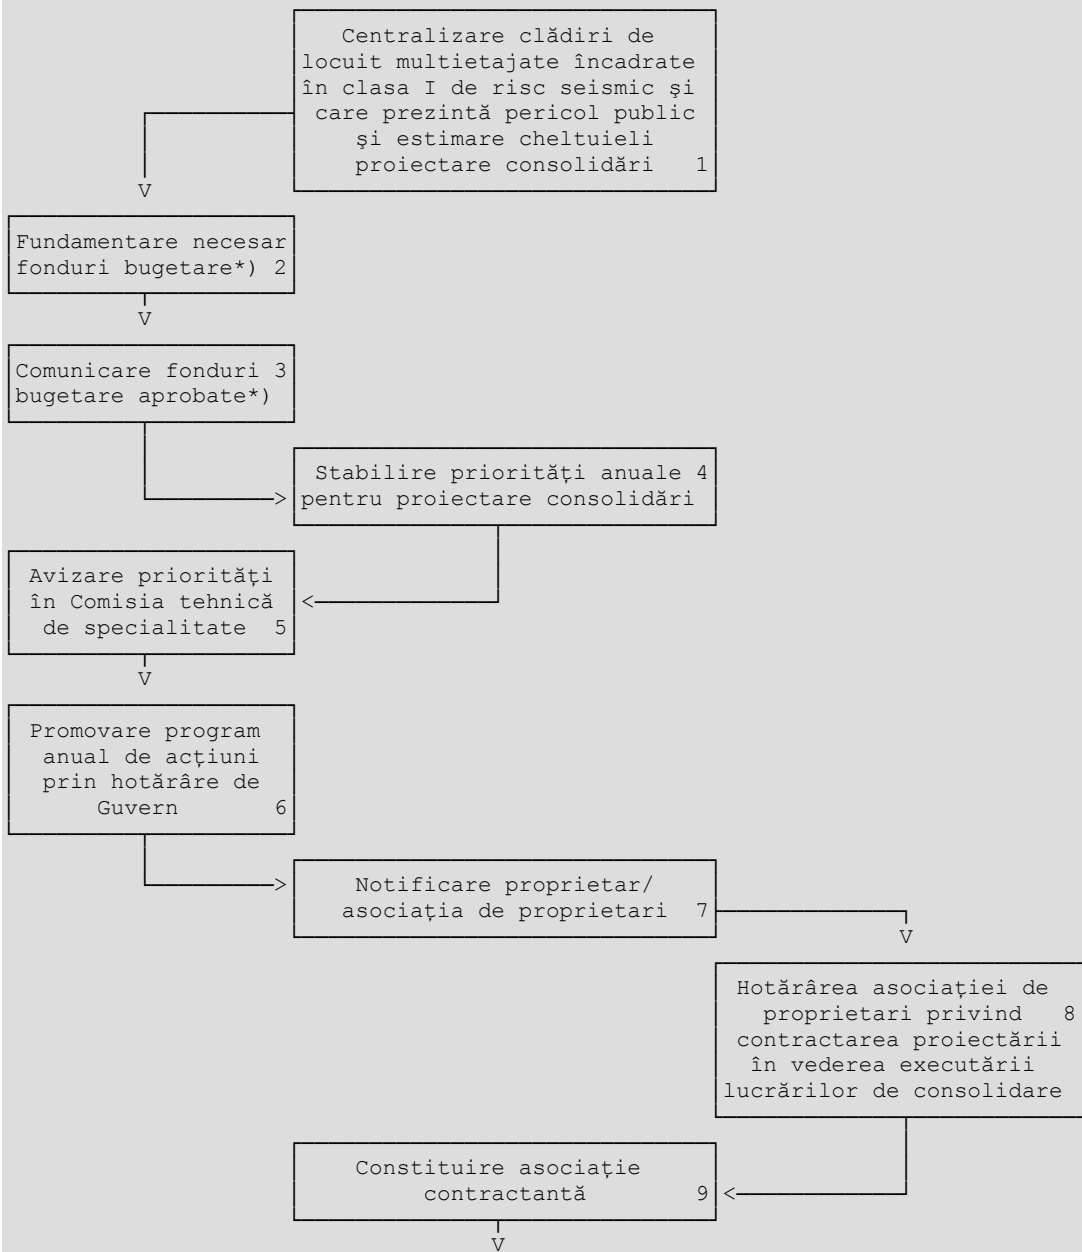 Centralizare clădiri de
locuit multietajate încadrate
în clasa I de risc seismic şi
care prezintă pericol public
şi estimare cheltuieli
proiectare consolidări 1
V
Fundamentare necesar
fonduri bugetare*) 2
V
Comunicare fonduri 3
bugetare aprobate*)
Stabilire priorităţi anuale 4
>pentru proiectare consolidări
Avizare priorităţi
în Comisia tehnică <
de specialitate 5
V
Promovare program
anual de acţiuni
prin hotărâre de
Guvern 6
> Notificare proprietar/
asociaţia de proprietari 7
V
Hotărârea asociaţiei de
proprietari privind 8
contractarea proiectării
în vederea executării
lucrărilor de consolidare
Constituire asociaţie
contractantă 9 <
V